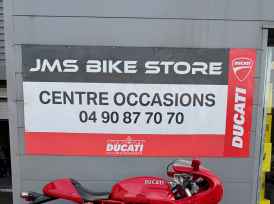 JMS BIKE STORE
DUCATI
CENTRE OCCASIONS
04 90 87 70 70
DUCATI
DUCATI